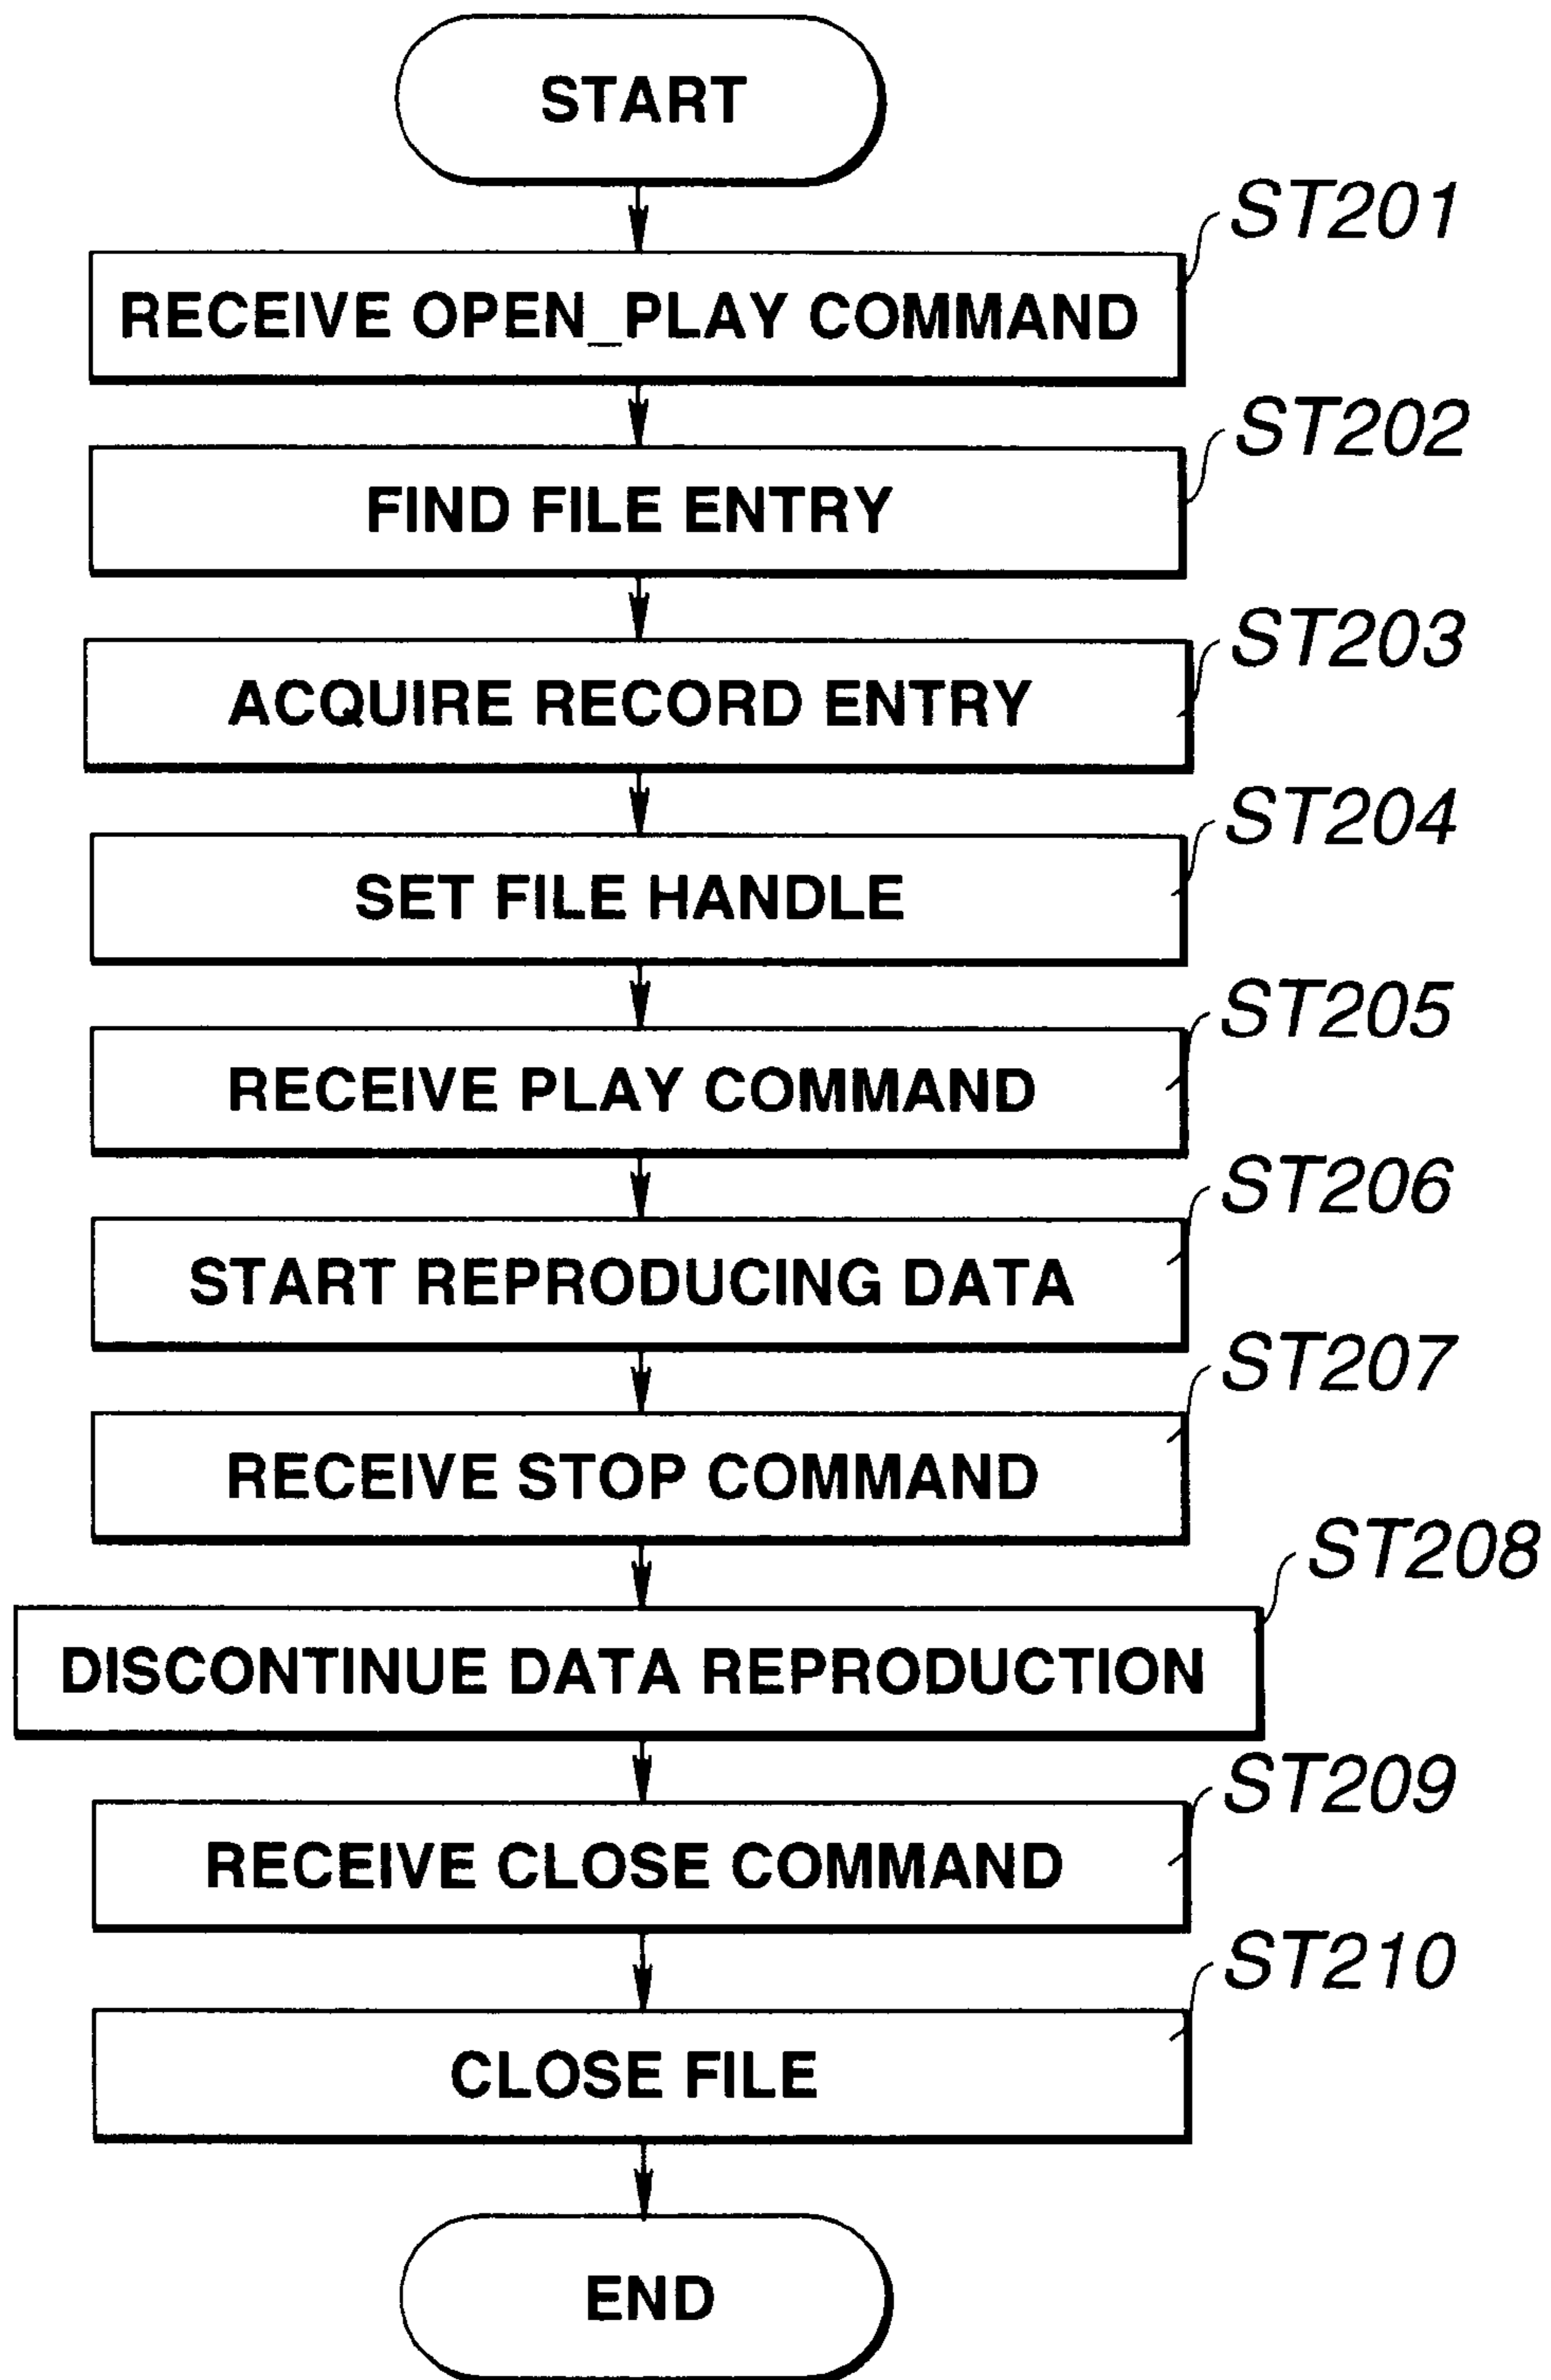 START
ST201
RECEIVE OPEN_PLAY COMMAND
ST202
FIND FILE ENTRY
ST203
ACQUIRE RECORD ENTRY
ST204
SET FILE HANDLE
ST205
RECEIVE PLAY COMMAND
ST206
START REPRODUCING DATA
ST207
RECEIVE STOP COMMAND
ST208
DISCONTINUE DATA REPRODUCTION
ST209
RECEIVE CLOSE COMMAND
ST210
CLOSE FILE
END